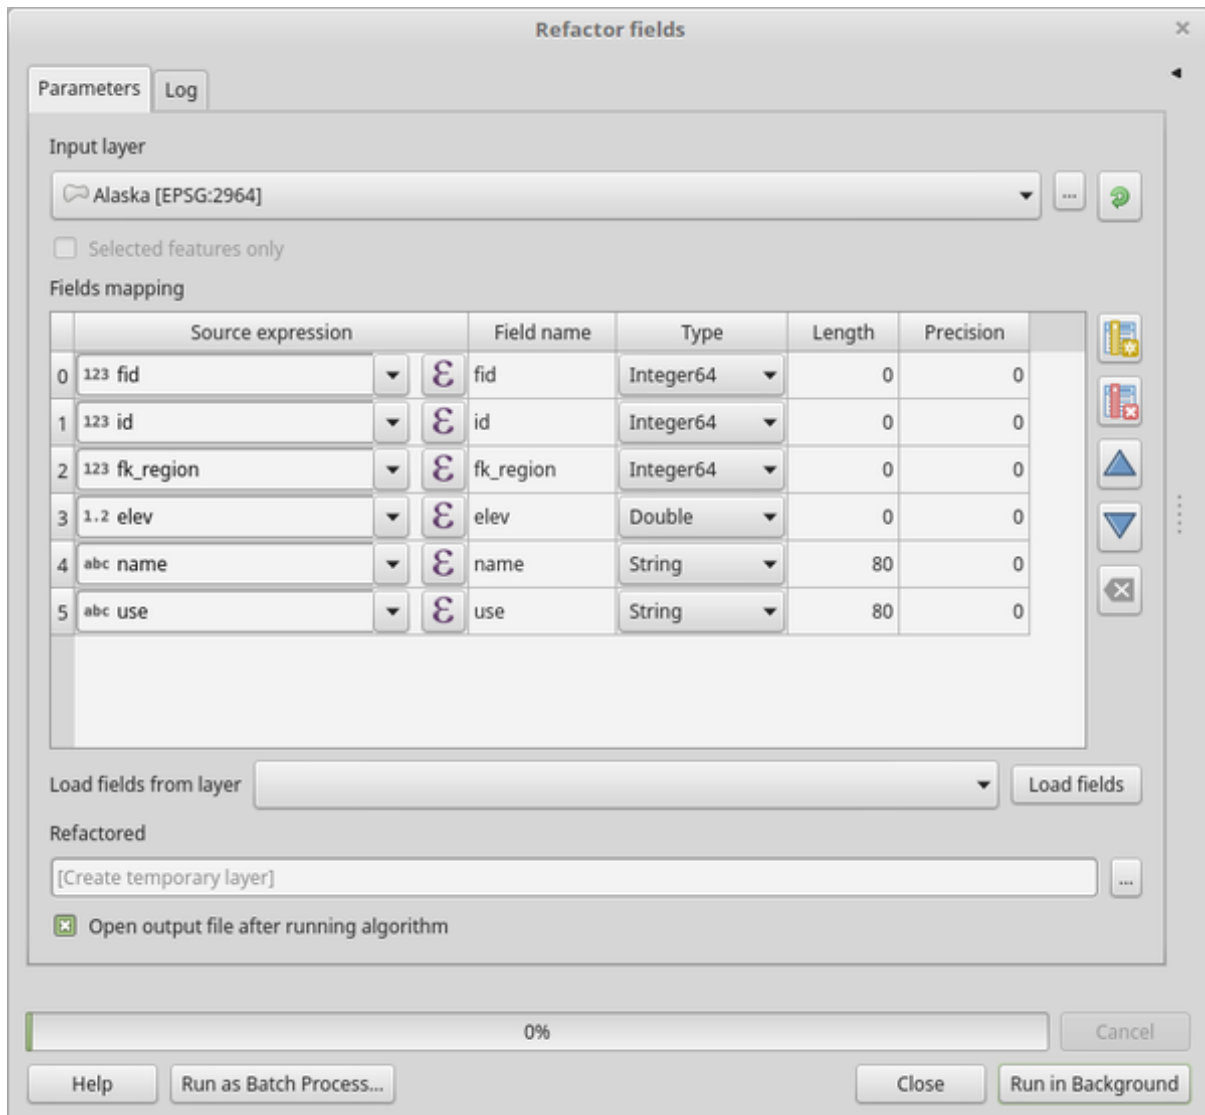 Refactor fields
Parameters Log
Input layer
Alaska [EPSG:2964] ...
Selected features only
Fields mapping
Source expression Field name Type Length Precision
0 123 fid ε fid Integer64 0 0
1 123 id ε id Integer64 0 0
2 123 fk_region ε fk_region Integer64 0 0
3 1.2 elev ε elev Double 0 0
4 abc name ε name String 80 0
5 abc use ε use String 80 0
Load fields from layer Load fields
Refactored
[Create temporary layer] ...
Open output file after running algorithm
0% Cancel
Help Run as Batch Process... Close Run in Background